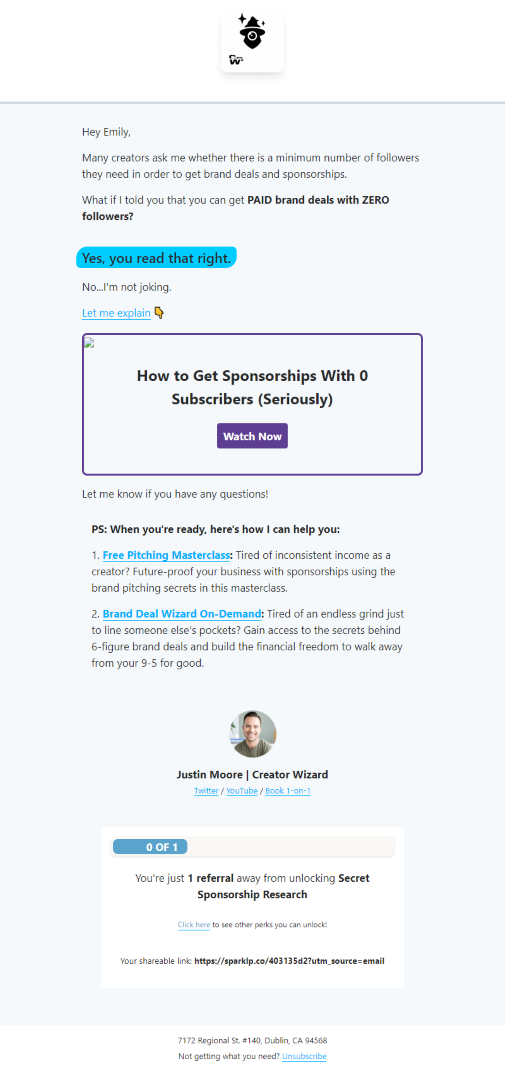 Hey Emily,
Many creators ask me whether there is a minimum number of followers
they need in order to get brand deals and sponsorships.
What if I told you that you can get PAID brand deals with ZERO
followers?
Yes, you read that right.
No...I'm not joking.
Let me explain 👇
How to Get Sponsorships With 0
Subscribers (Seriously)
Watch Now
Let me know if you have any questions!
PS: When you're ready, here's how I can help you:
1. Free Pitching Masterclass: Tired of inconsistent income as a
creator? Future-proof your business with sponsorships using the
brand pitching secrets in this masterclass.
2. Brand Deal Wizard On-Demand: Tired of an endless grind just
to line someone else's pockets? Gain access to the secrets behind
6-figure brand deals and build the financial freedom to walk away
from your 9-5 for good.
Justin Moore | Creator Wizard
Twitter / YouTube / Book 1-on-1
0 OF 1
You're just 1 referral away from unlocking Secret
Sponsorship Research
Click here to see other perks you can unlock!
Your shareable link: https://sparklp.co/403135d2?utm_source=email
7172 Regional St. #140, Dublin, CA 94568
Not getting what you need? Unsubscribe